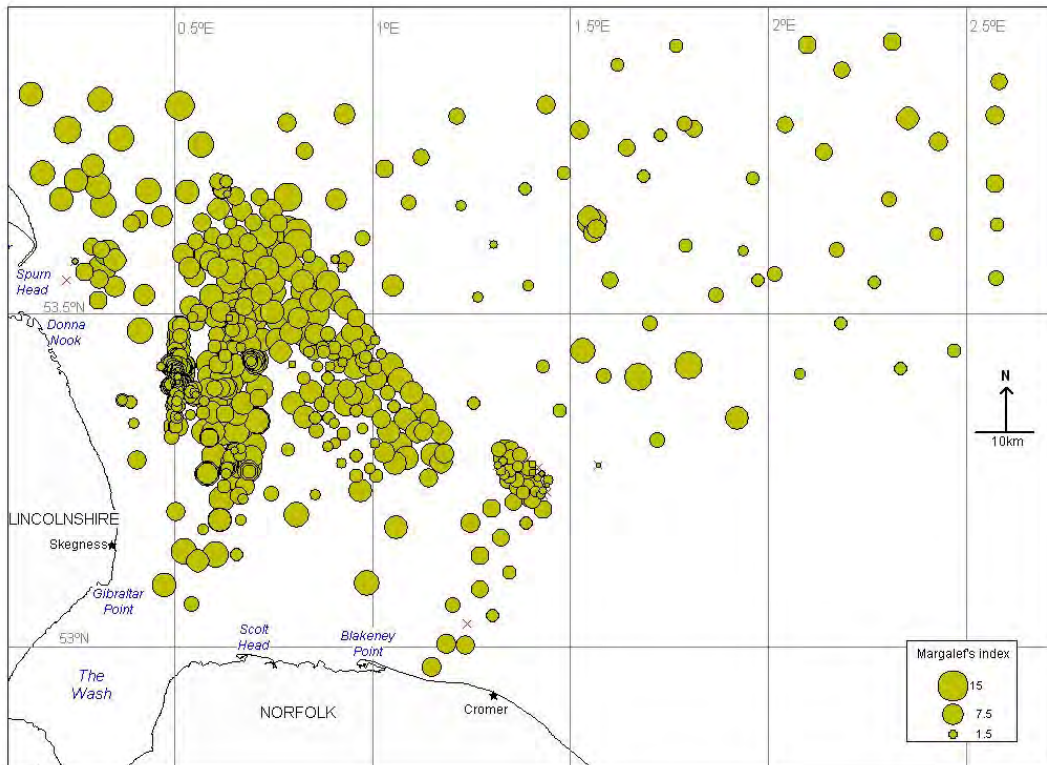 0.5ºE
1ºE
1.5ºE
2ºE
2.5ºE
Spurn
Head
53.5ºN
Donna
Nook
N
10km
LINCOLNSHIRE
Skegness
Gibraltar
Point
53ºN
Scolt
Head
Blakeney
Point
The
Wash
NORFOLK
Cromer
Margalef's index
15
7.5
1.5